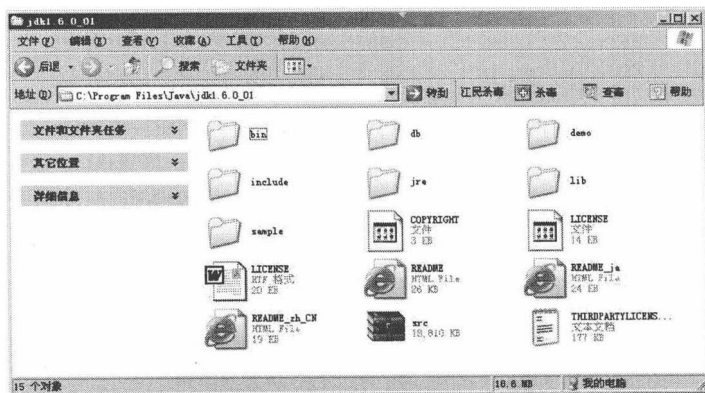 jdk1.6.0_01
文件(F) 编辑(E) 查看(V) 收藏(A) 工具(T) 帮助(H)
后退 搜索 文件夹
地址(D) C:\Program Files\Java\jdk1.6.0_01 转到 江民杀毒 杀毒 查毒 帮助
文件和文件夹任务
其它位置
详细信息
bin
db
demo
include
jre
lib
sample
COPYRIGHT
文件
3 KB
LICENSE
文件
14 KB
LICENSE
RTF 格式
20 KB
README
HTML File
26 KB
README_ja
HTML File
24 KB
README_zh_CN
HTML File
19 KB
src
18,810 KB
THIRDPARTYLICENS...
文本文档
177 KB
15 个对象
18.6 MB
我的电脑